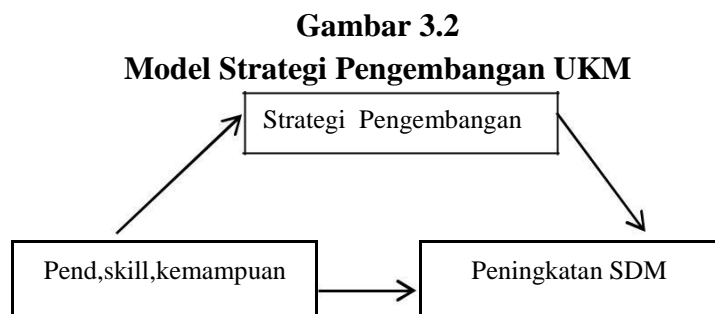 Gambar 3.2
Model Strategi Pengembangan UKM
Strategi Pengembangan
Pend,skill,kemampuan
Peningkatan SDM